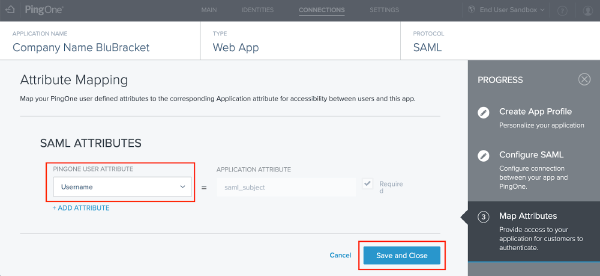 PingOne
MAIN
IDENTITIES
CONNECTIONS
SETTINGS
End User Sandbox
APPLICATION NAME
Company Name BluBracket
TYPE
Web App
PROTOCOL
SAML
Attribute Mapping
Map your PingOne user defined attributes to the corresponding Application attribute for accessibility between users and this app.
SAML ATTRIBUTES
PINGONE USER ATTRIBUTE
Username
=
APPLICATION ATTRIBUTE
saml_subject
Require
d
+ ADD ATTRIBUTE
Cancel
Save and Close
PROGRESS
Create App Profile
Personalize your application
Configure SAML
Configure connection
between your app and
PingOne.
3
Map Attributes
Provide access to your
application for customers to
authenticate.